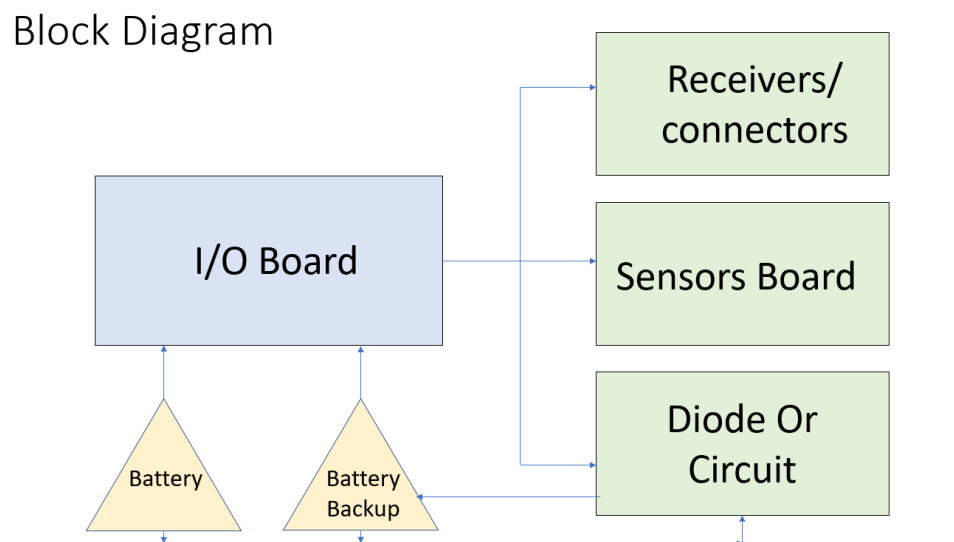 Block Diagram
Receivers/
connectors
I/O Board
Sensors Board
Diode Or
Circuit
Battery
Battery
Backup